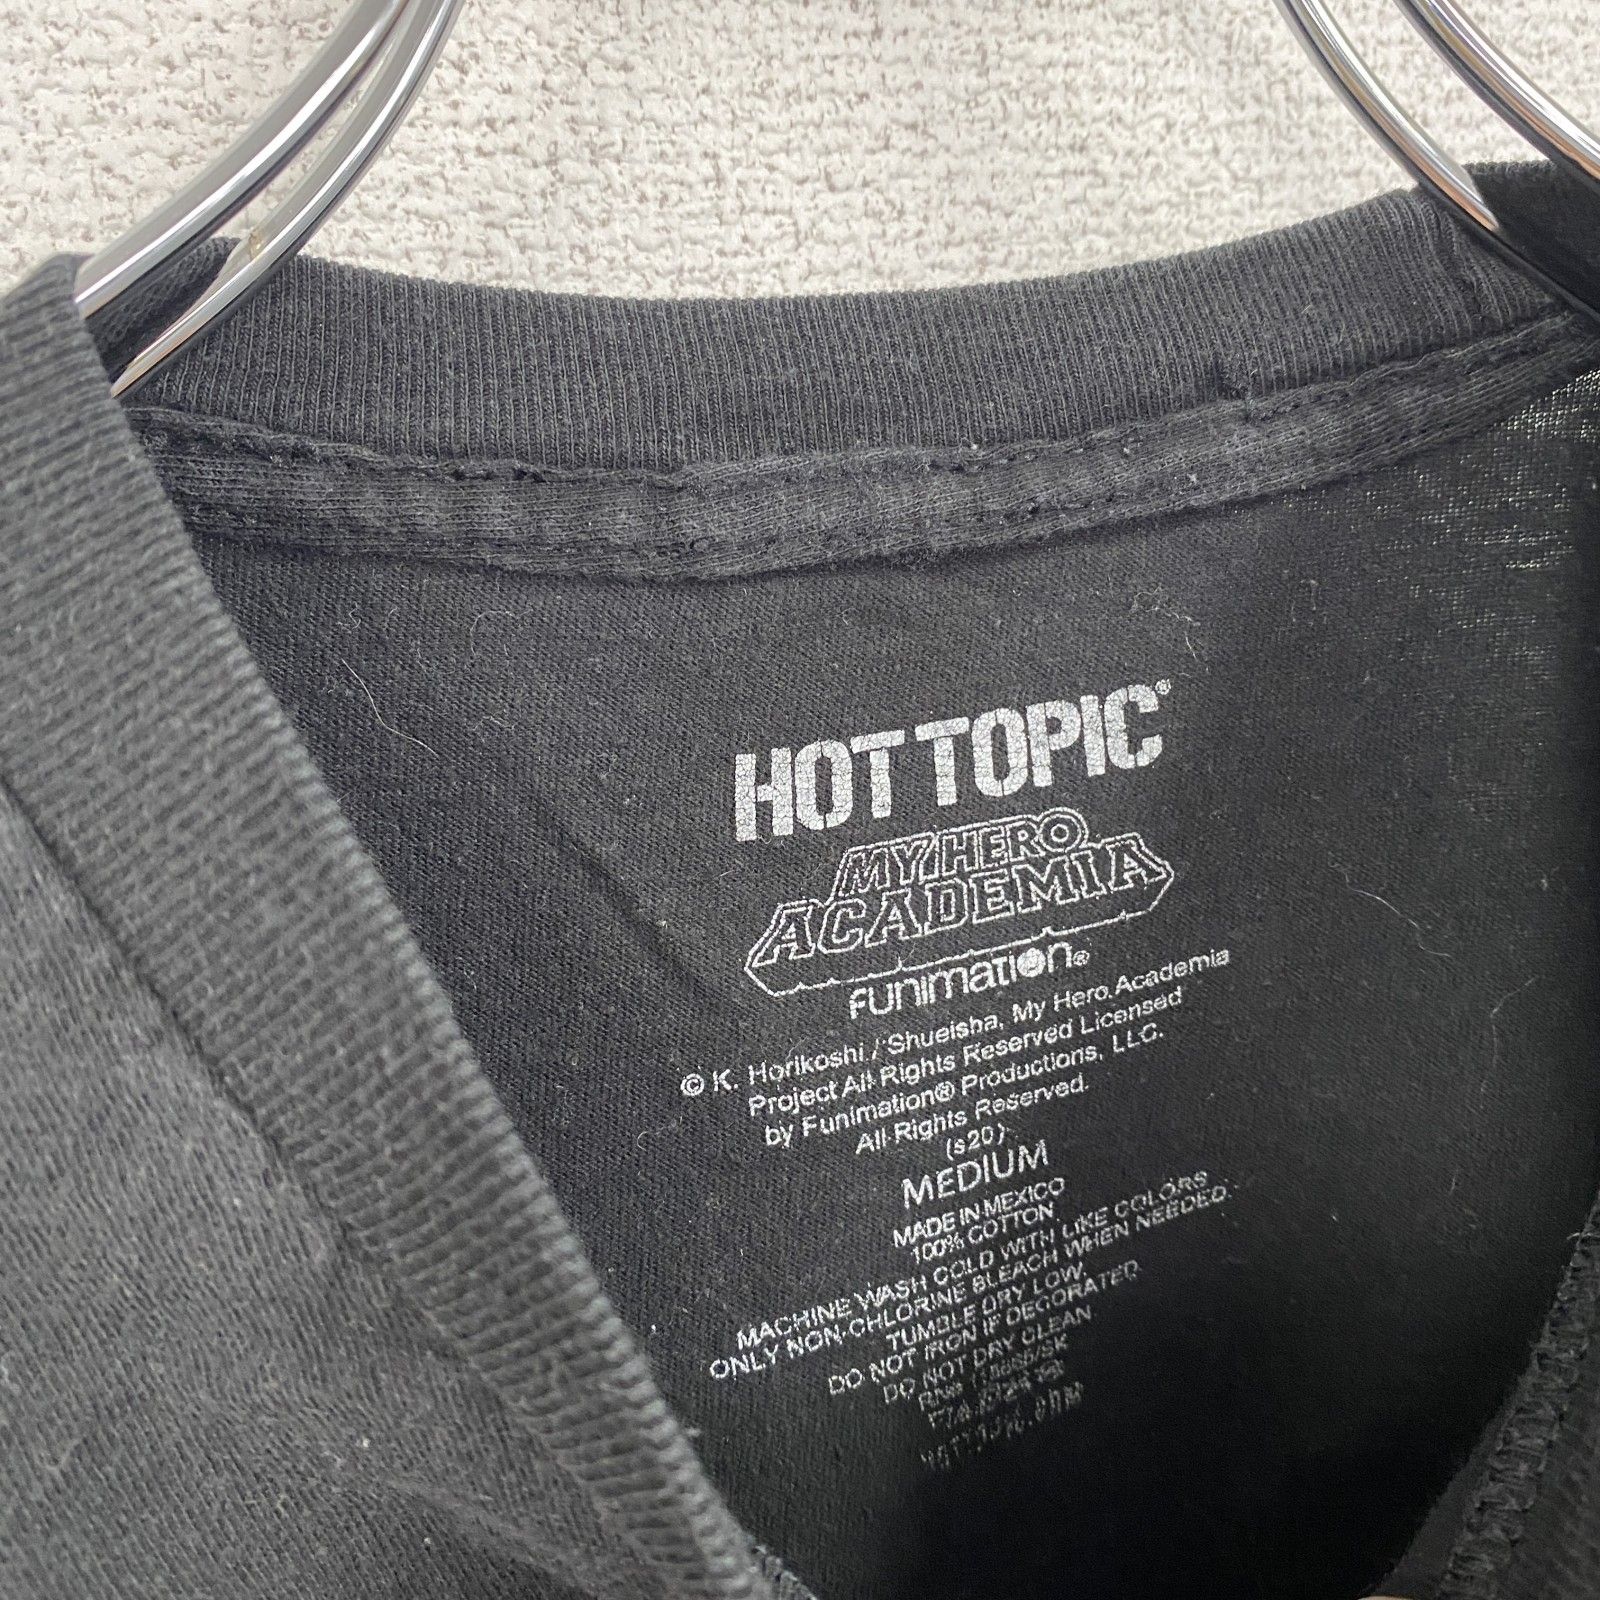 HOT TOPIC®
MY HERO
ACADEMIA
FUNIMATION®
© K. Horikoshi / Shueisha, My Hero Academia
Project All Rights Reserved Licensed
by Funimation® Productions, LLC.
All Rights Reserved.
(s20)
MEDIUM
MADE IN MEXICO
100% COTTON
MACHINE WASH COLD WITH LIKE COLORS
ONLY NON-CHLORINE BLEACH WHEN NEEDED.
TUMBLE DRY LOW.
DO NOT IRON IF DECORATED
DO NOT DRY CLEAN